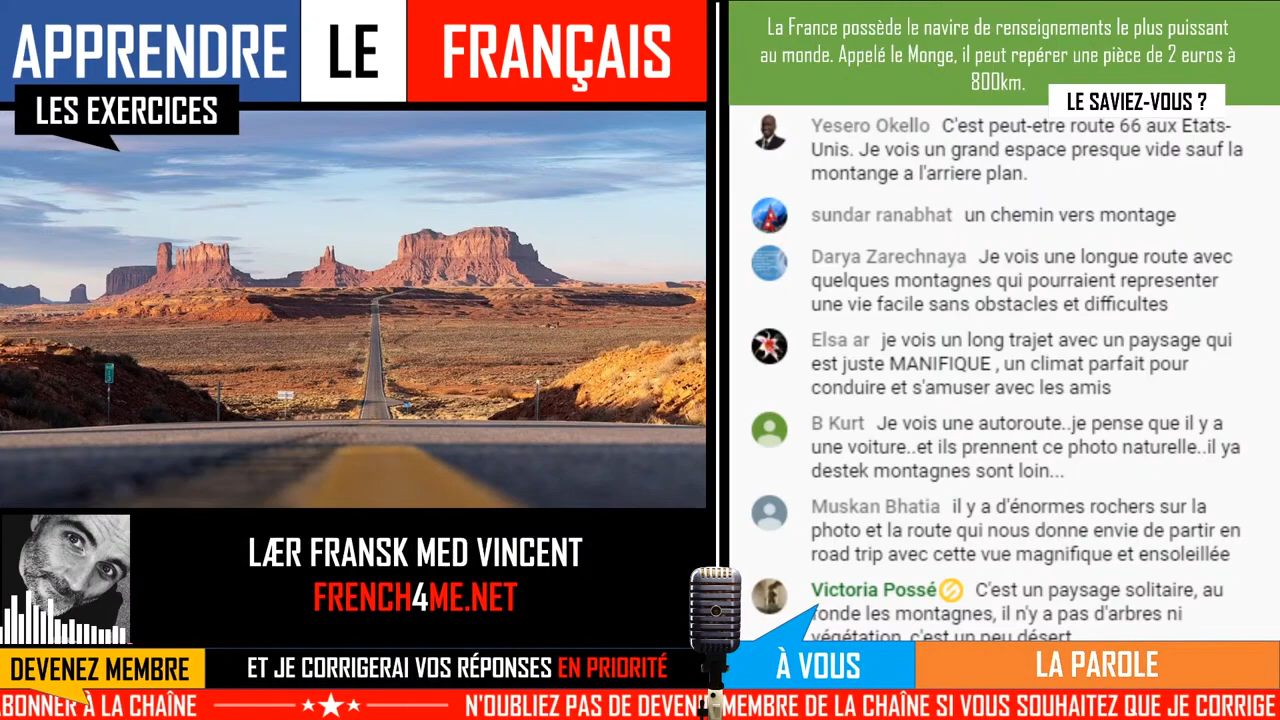 APPRENDRE LE FRANÇAIS
LES EXERCICES
La France possède le navire de renseignements le plus puissant
au monde. Appelé le Monge, il peut repérer une pièce de 2 euros à
800km.
LE SAVIEZ-VOUS ?
Yesero Okello C'est peut-etre route 66 aux Etats-
Unis. Je vois un grand espace presque vide sauf la
montange a l'arriere plan.
sundar ranabhat un chemin vers montage
Darya Zarechnaya Je vois une longue route avec
quelques montagnes qui pourraient representer
une vie facile sans obstacles et difficultes
Elsa ar je vois un long trajet avec un paysage qui
est juste MANIFIQUE , un climat parfait pour
conduire et s'amuser avec les amis
B Kurt Je vois une autoroute..je pense que il y a
une voiture..et ils prennent ce photo naturelle..il ya
destek montagnes sont loin...
Muskan Bhatia il y a d'énormes rochers sur la
photo et la route qui nous donne envie de partir en
road trip avec cette vue magnifique et ensoleillée
Victoria Possé C'est un paysage solitaire, au
fonde les montagnes, il n'y a pas d'arbres ni
végétation, c'est un peu désert
LÆR FRANSK MED VINCENT
FRENCH4ME.NET
DEVENEZ MEMBRE
ET JE CORRIGERAI VOS RÉPONSES EN PRIORITÉ
À VOUS
LA PAROLE
ABONNER À LA CHAÎNE
N'OUBLIEZ PAS DE DEVENIR MEMBRE DE LA CHAÎNE SI VOUS SOUHAITEZ QUE JE CORRIGE